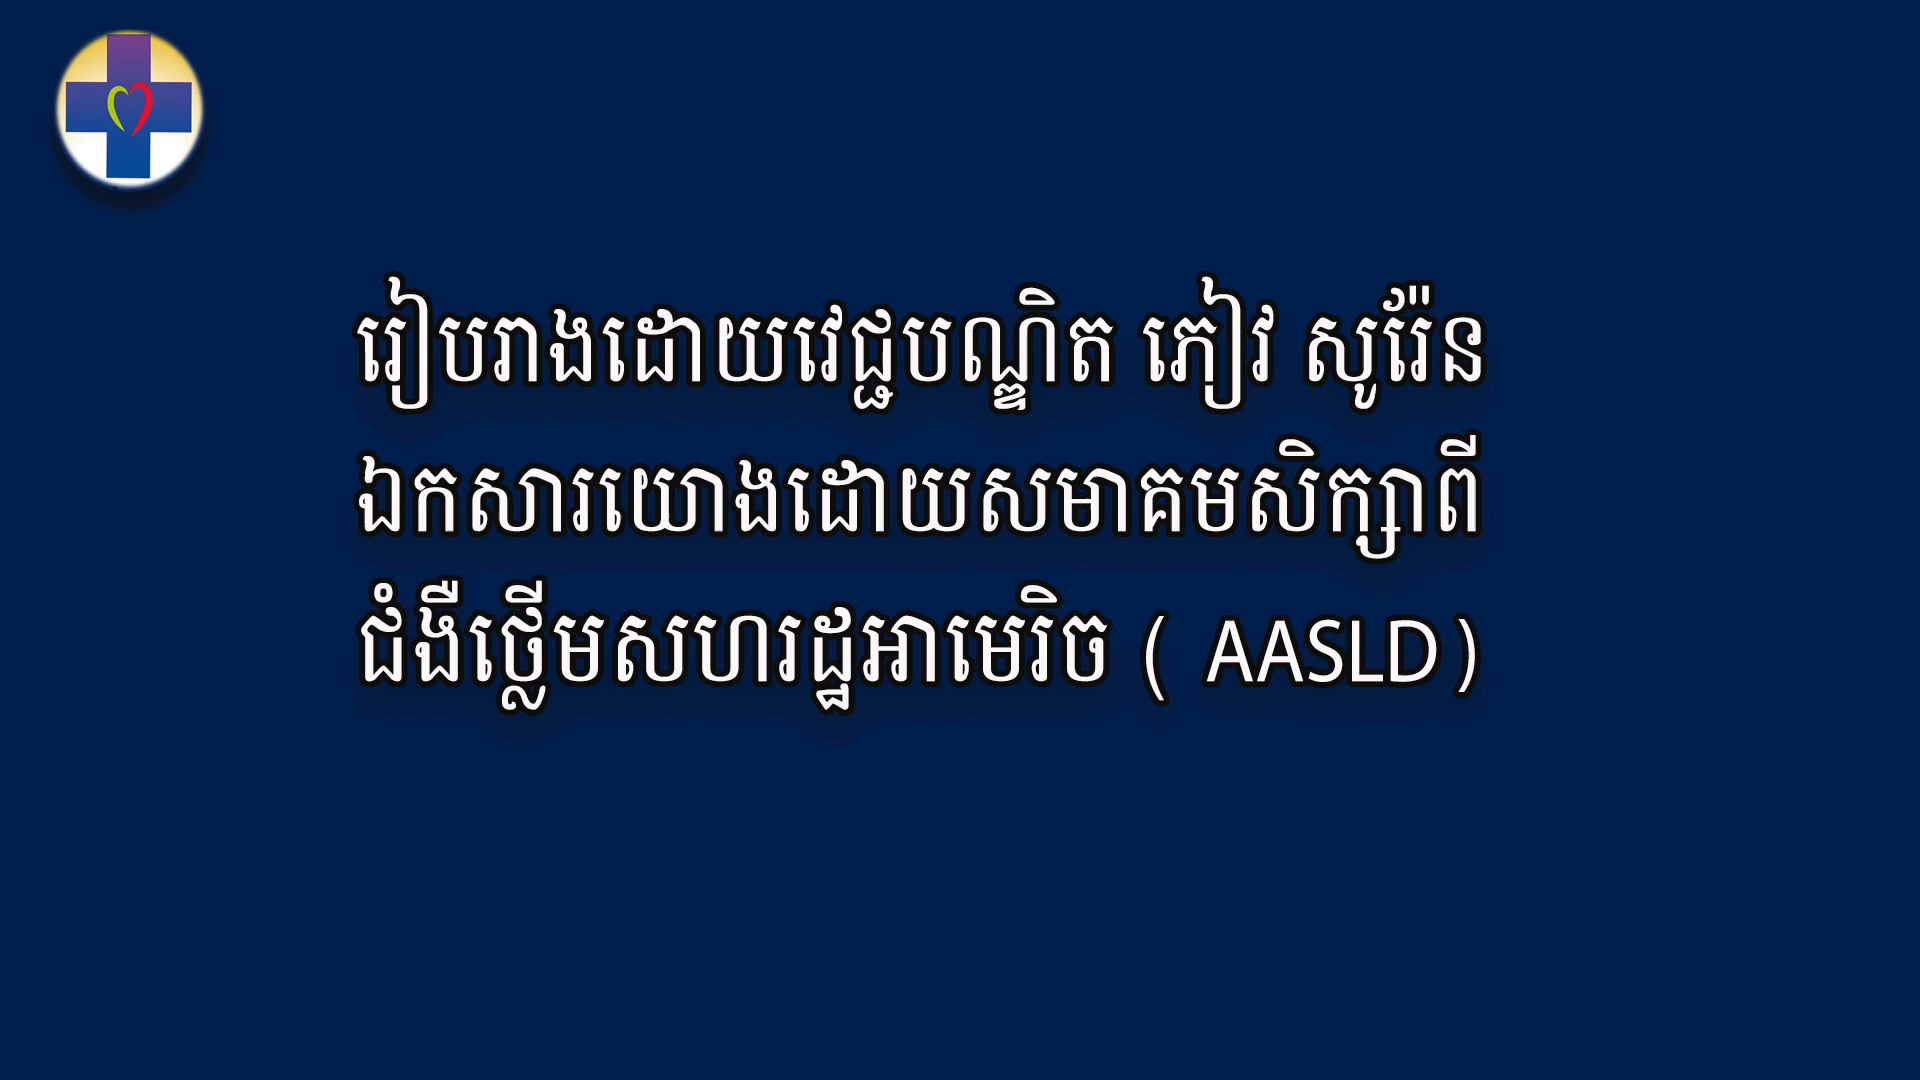 រៀបរាងដោយវេជ្ជបណ្ឌិត ភៀវ សូរ៉ែន
ឯកសារយោងដោយសមាគមសិក្សាពី
ជំងឺថ្លើមសហរដ្ឋអាមេរិច ( AASLD )